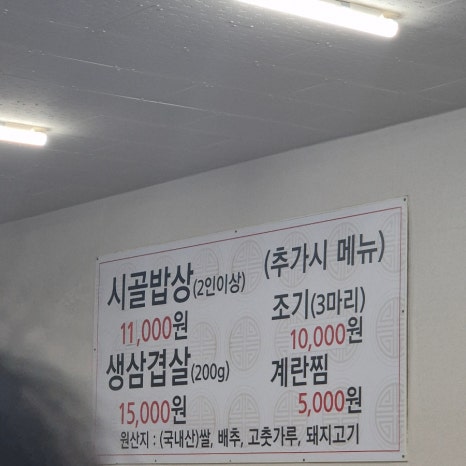 시골밥상(2인이상)
11,000원
생삼겹살(200g)
15,000원
(추가시 메뉴)
조기(3마리)
10,000원
계란찜
5,000원
원산지 : (국내산)쌀, 배추, 고춧가루, 돼지고기